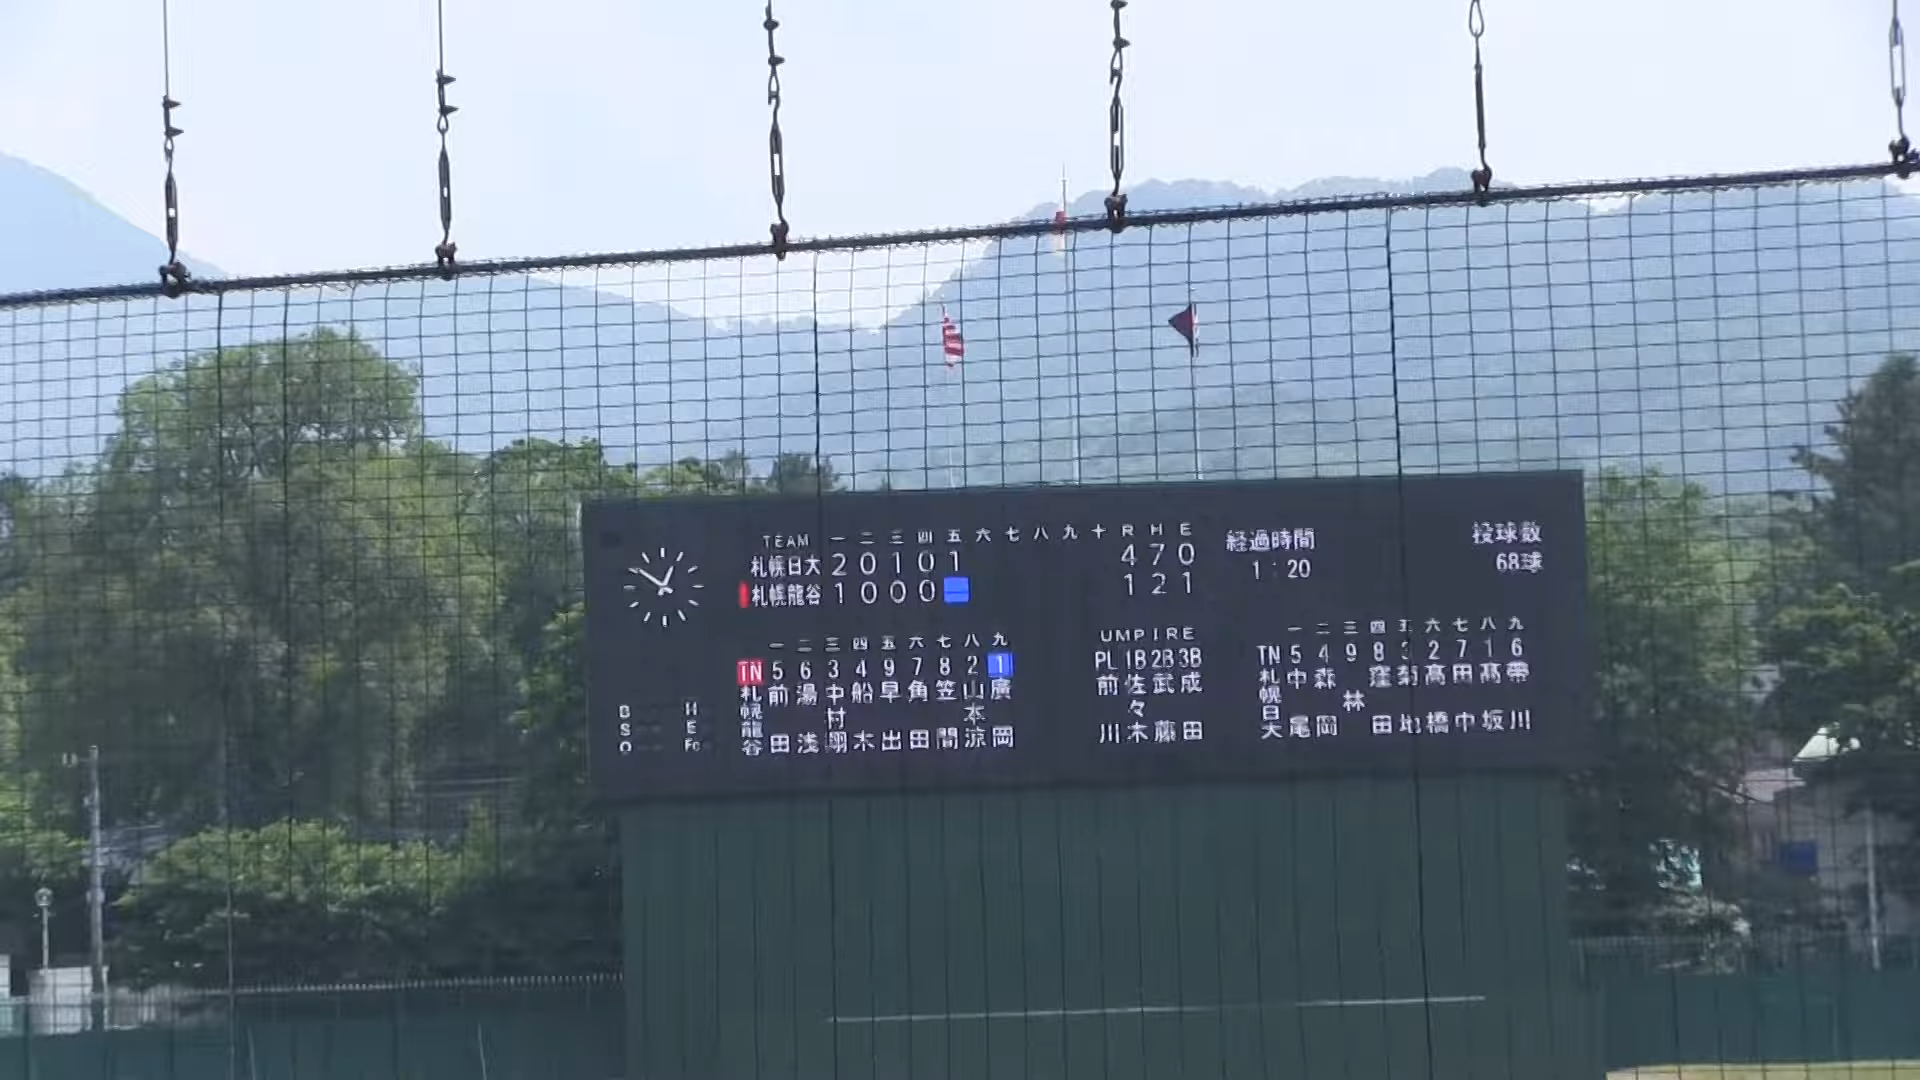 TEAM 一 二 三 四 五 六 七 八 九 十 R H E
札幌日大 2 0 1 0 1 4 7 0
札幌龍谷 1 0 0 0 1 2 1
経過時間
1:20
投球数
68球
一 二 三 四 五 六 七 八 九
TN 5 6 3 4 9 7 8 2 1
札幌龍谷
前田
湯浅
中村翔
船木
早出
角田
笠間
山本涼
廣岡
B H
S E
O Fc
UMPIRE
PL 1B 2B 3B
前川
佐々木
武藤
成田
一 二 三 四 五 六 七 八 九
TN 5 4 9 8 3 2 7 1 6
札幌日大
中尾
森岡
林
窪田
菊地
髙橋
田中
髙坂
帯川